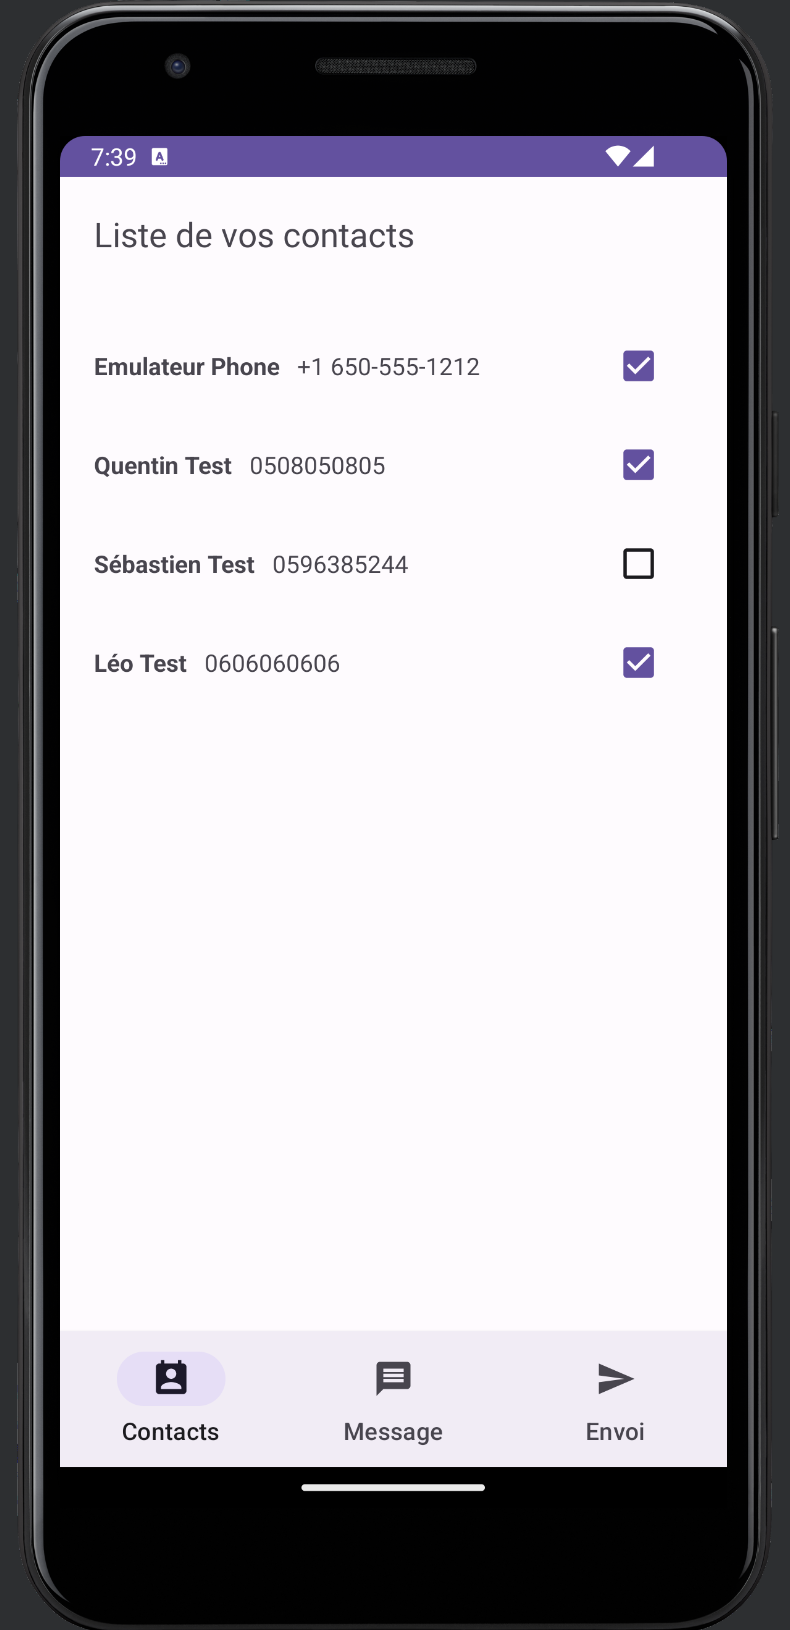 7:39 A
Liste de vos contacts
Emulateur Phone +1 650-555-1212
Quentin Test 0508050805
Sébastien Test 0596385244
Léo Test 0606060606
Contacts Message Envoi